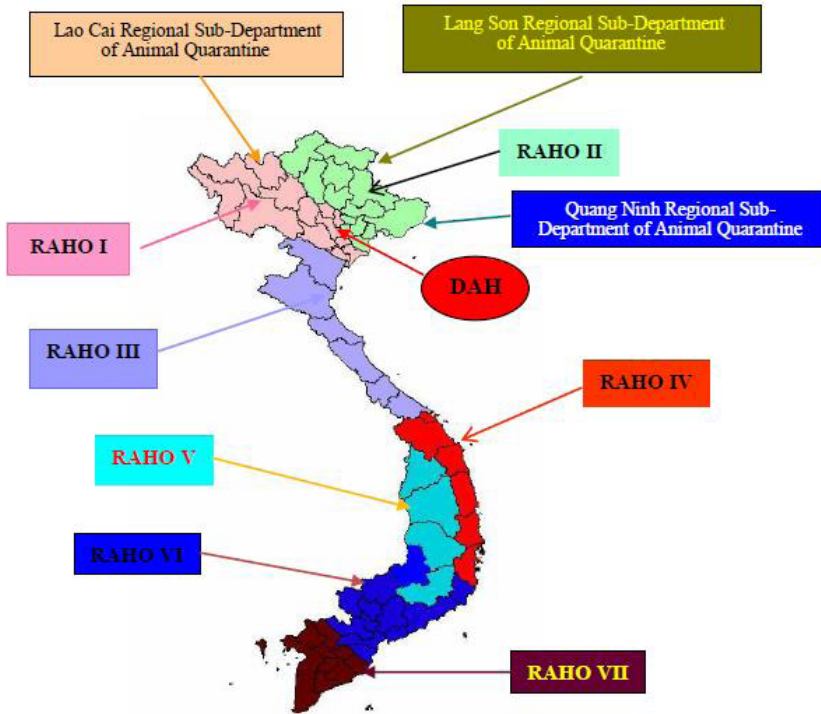 Lao Cai Regional Sub-Department
of Animal Quarantine
Lang Son Regional Sub-Department
of Animal Quarantine
RAHO II
Quang Ninh Regional Sub-
Department of Animal Quarantine
RAHO I
DAH
RAHO III
RAHO IV
RAHO V
RAHO VI
RAHO VII